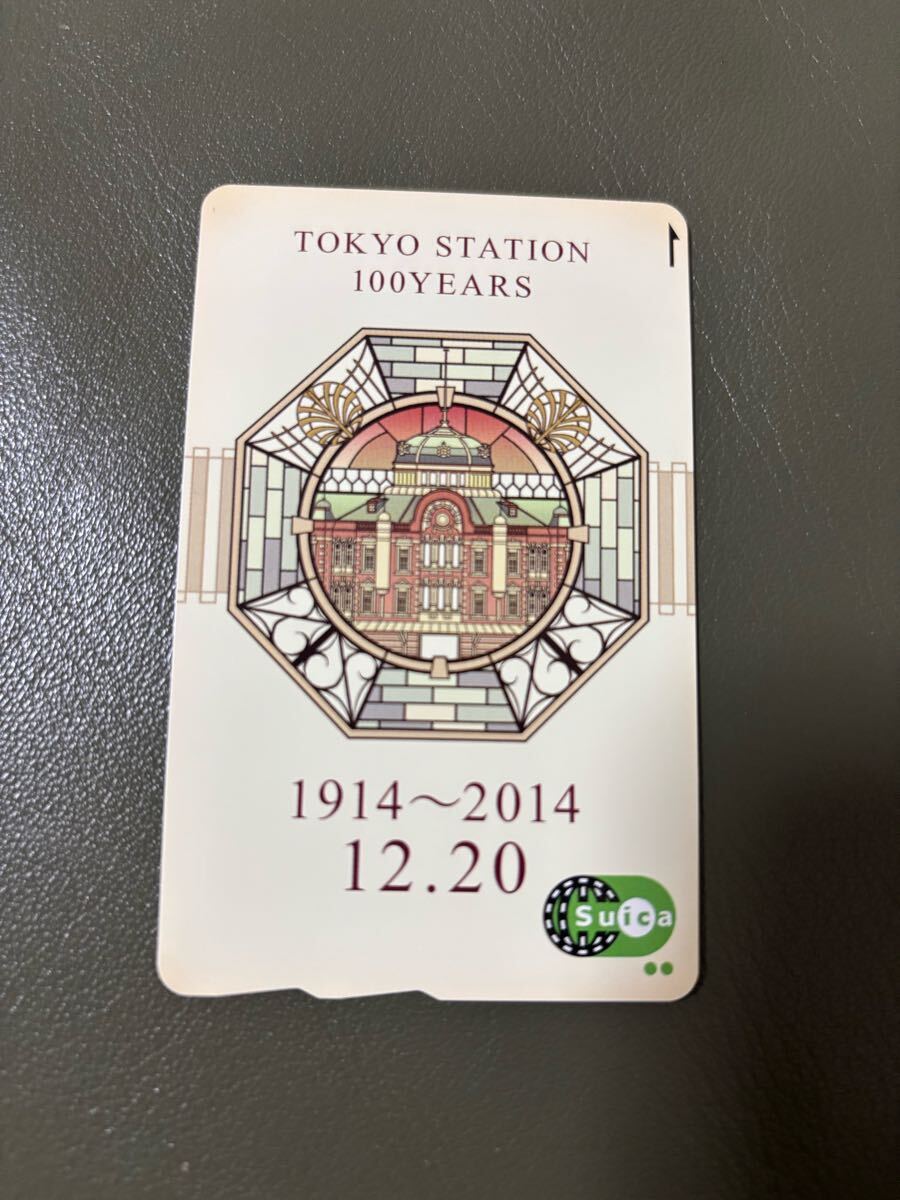 TOKYO STATION
100YEARS
1914～2014
12.20
Suica